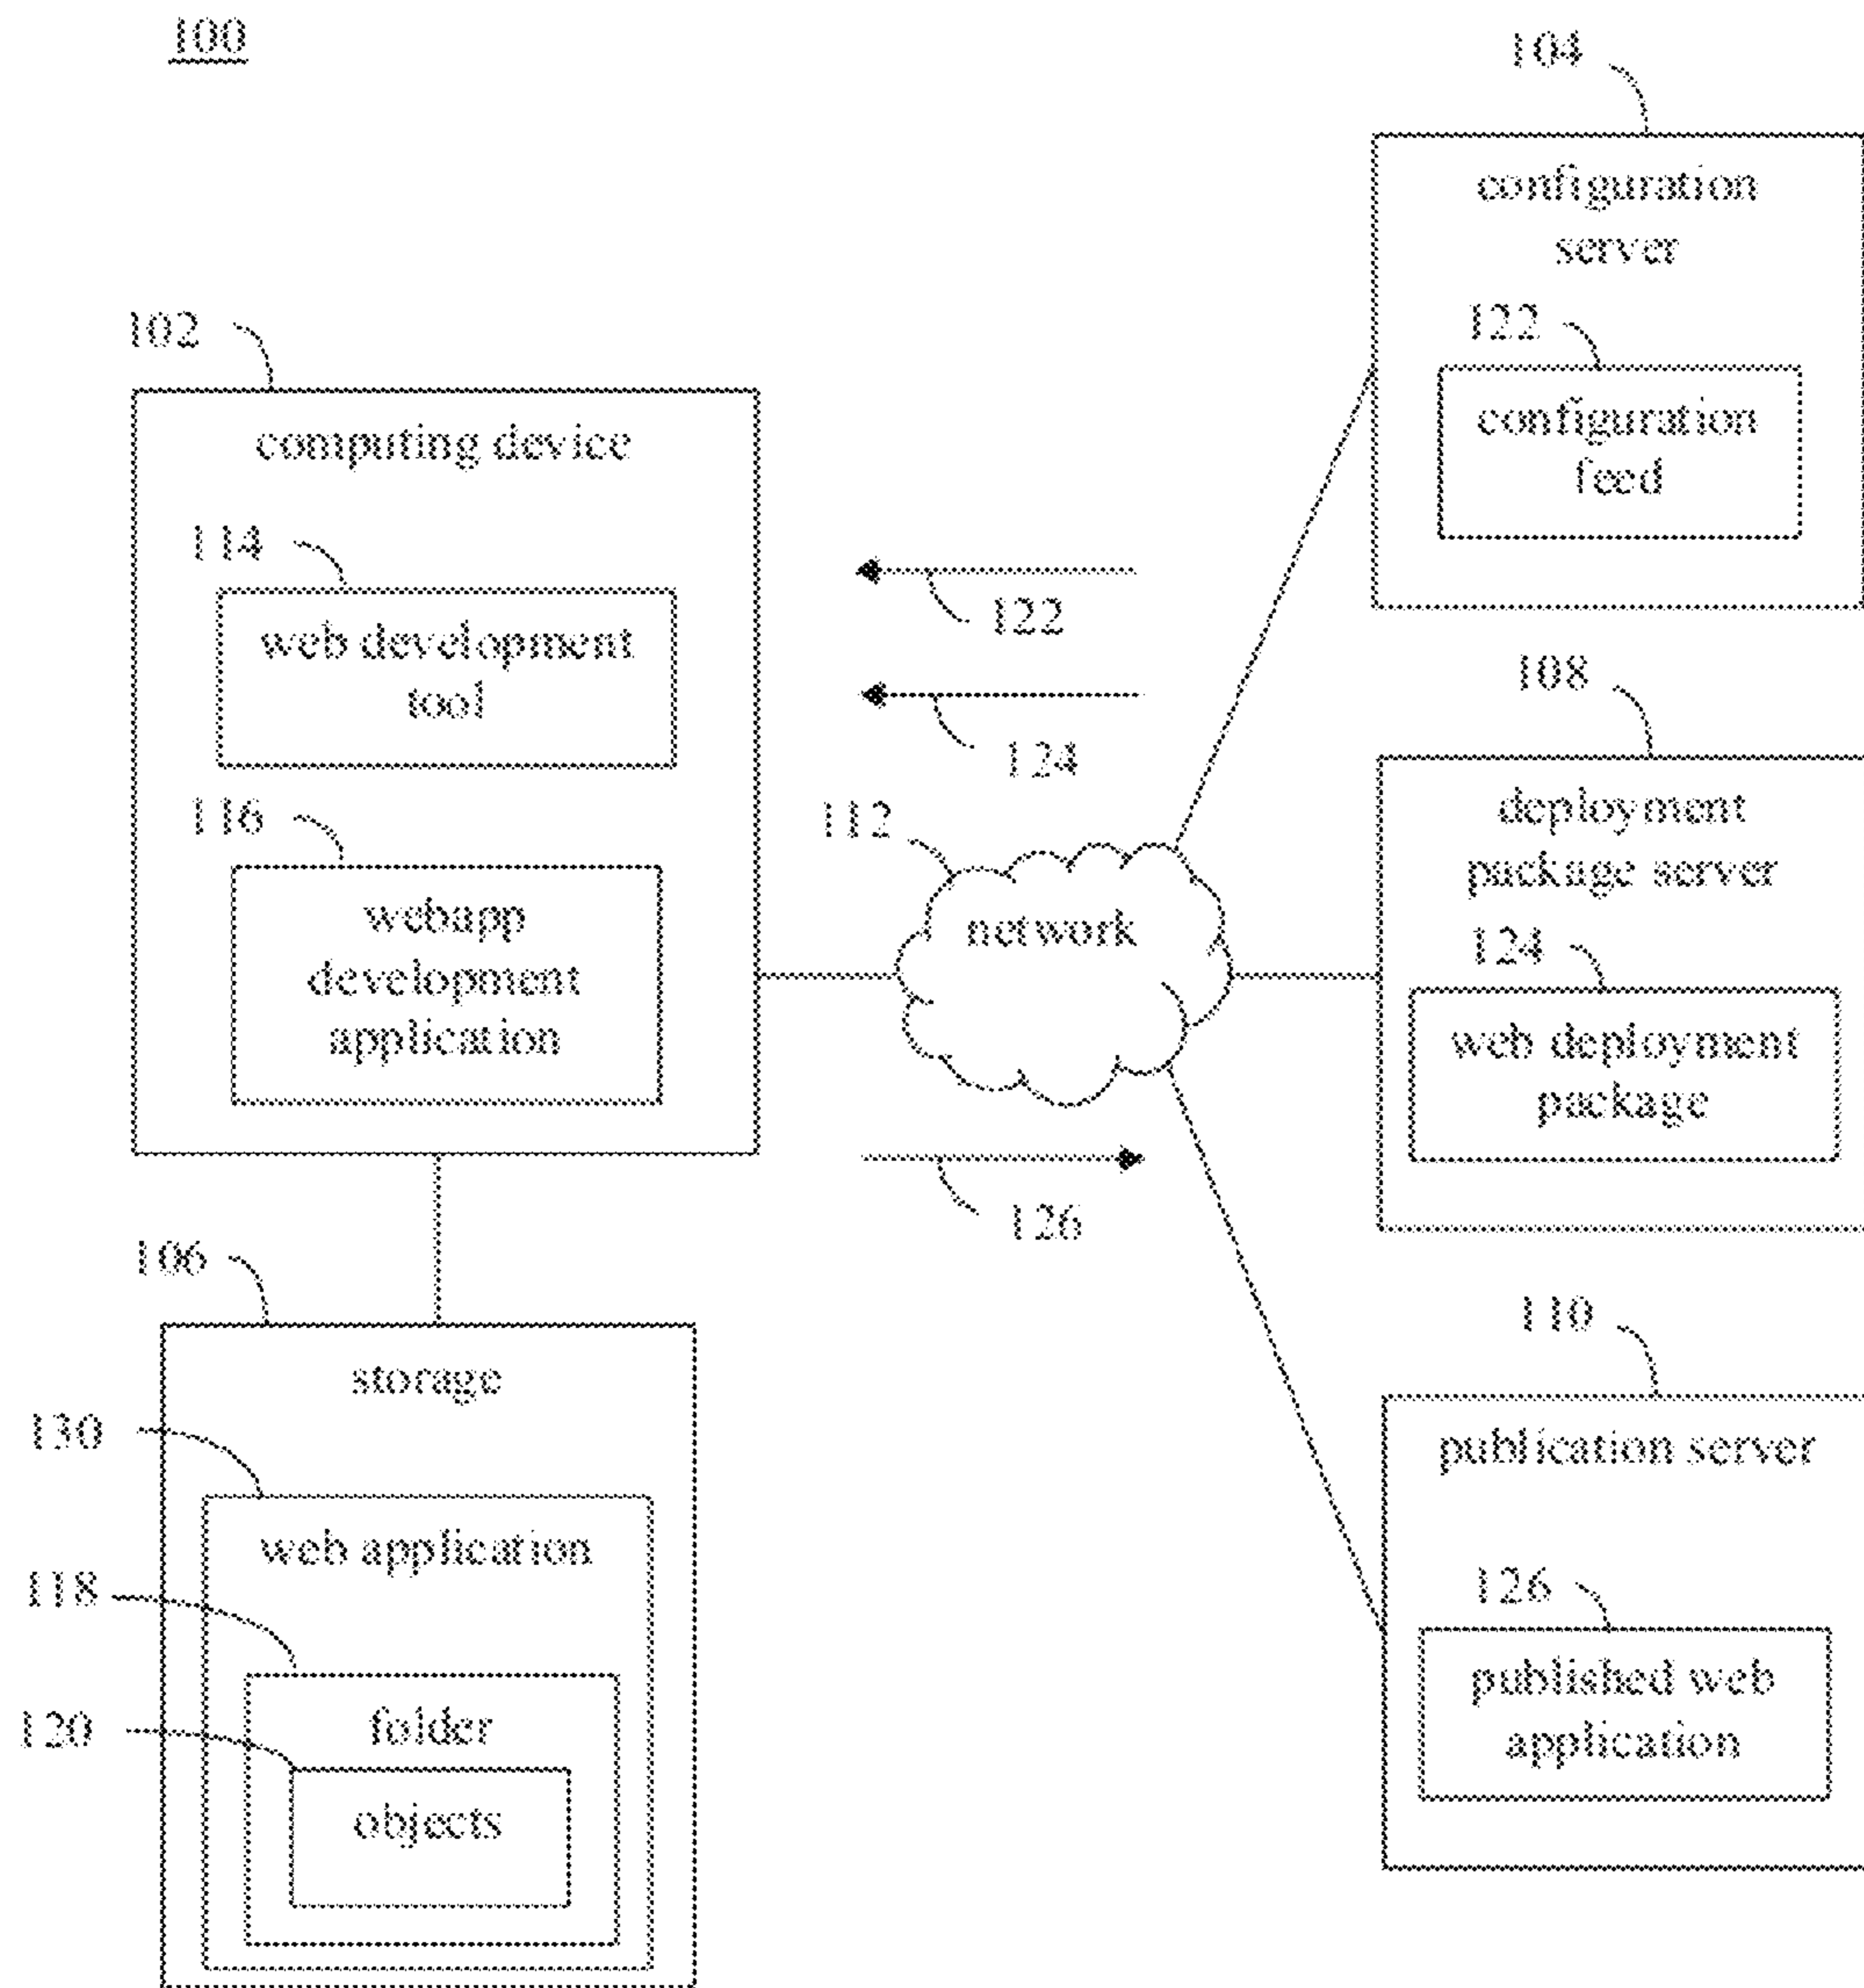 100
104
configuration
server
122
configuration
feed
102
computing device
114
web development
tool
116
webapp
development
application
122
124
112
network
126
108
deployment
package server
124
web deployment
package
106
storage
130
web application
118
folder
120
objects
110
publication server
126
published web
application